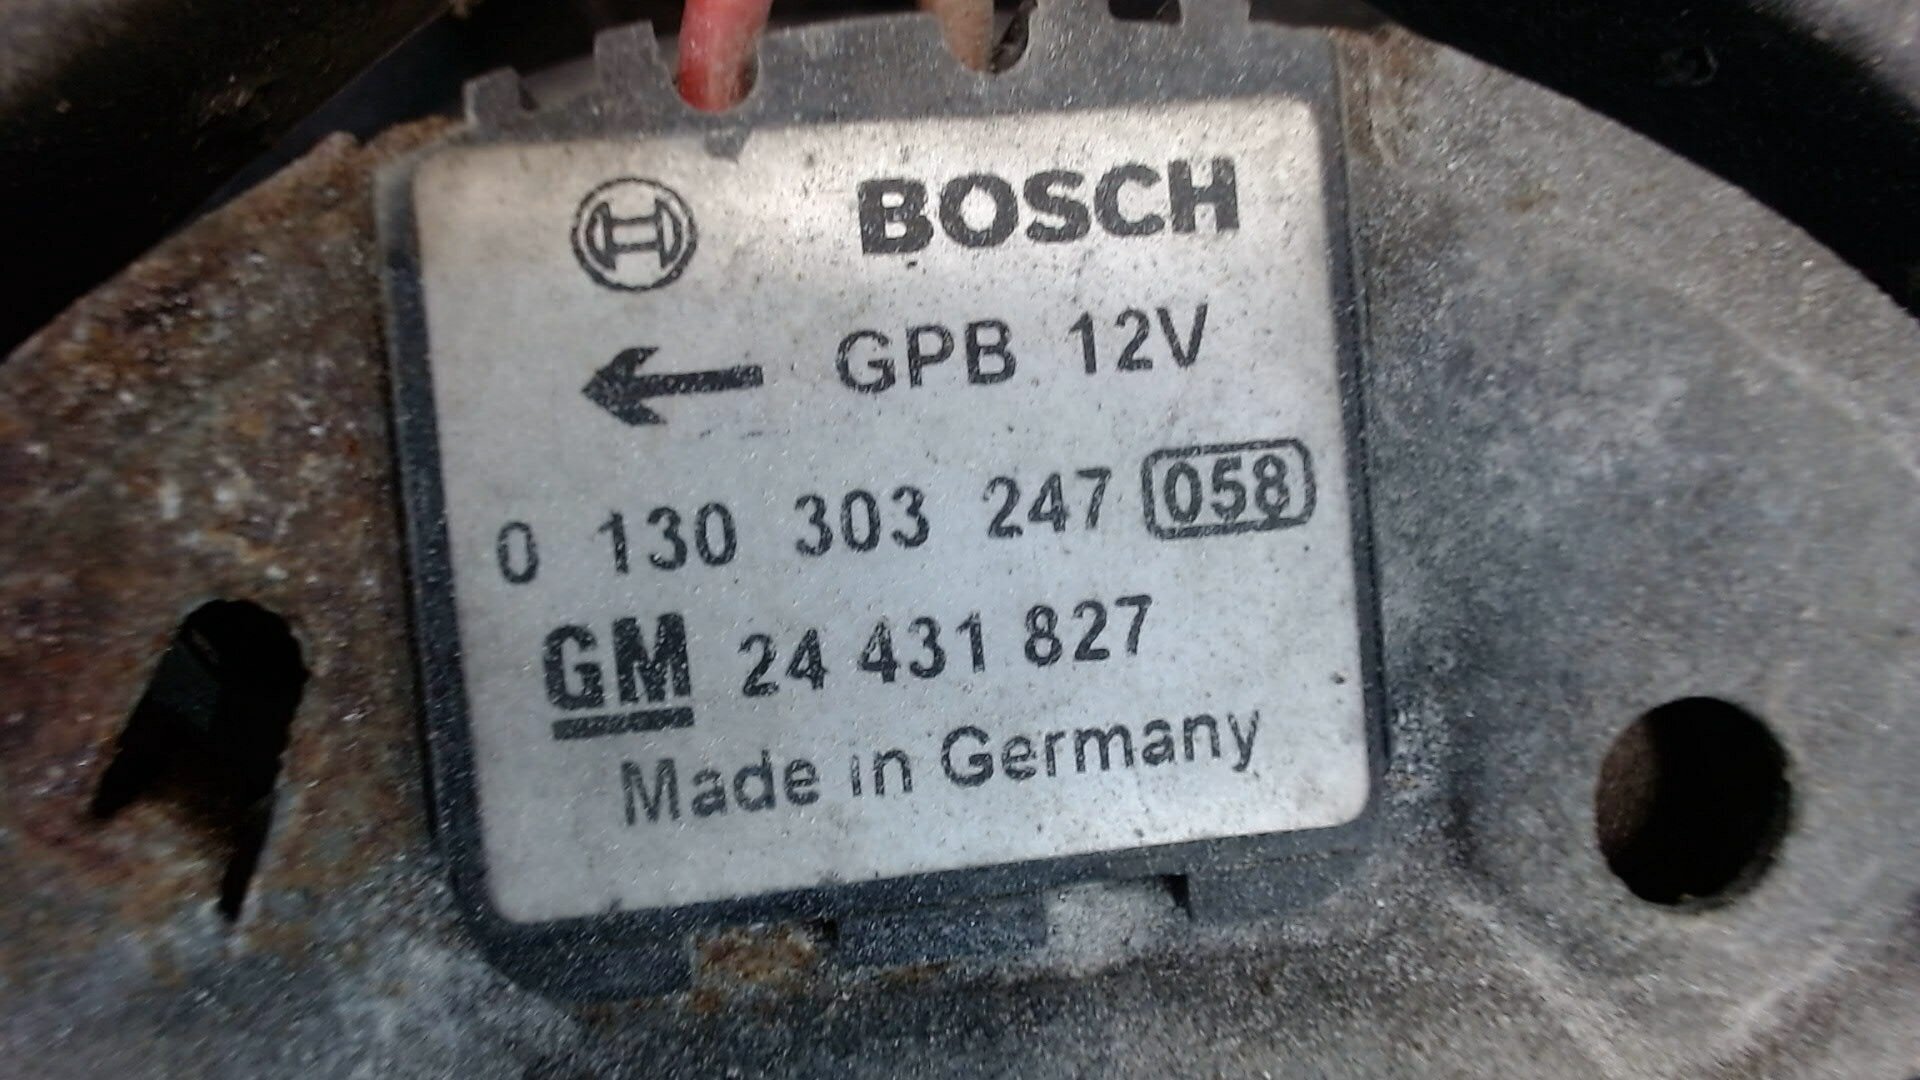 BOSCH
GPB 12V
0 130 303 247 058
GM 24 431 827
Made in Germany